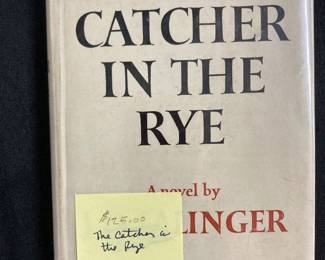 CATCHER
IN THE
RYE
A novel by
LINGER
$125.00
The Catcher in
the Rye